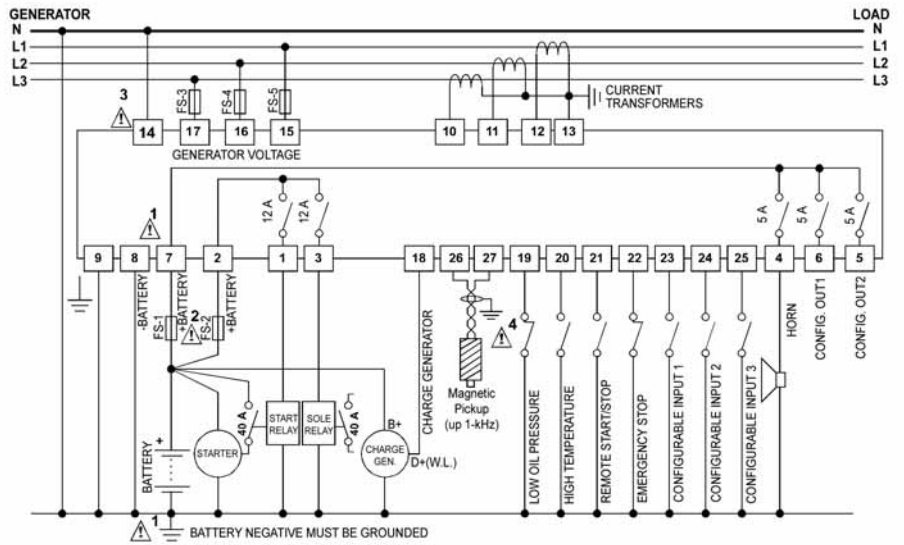 GENERATOR
LOAD
N
N
L1
L1
L2
L2
L3
L3
FS-3
FS-4
FS-5
CURRENT
TRANSFORMERS
3
14
17
16
15
10
11
12
13
GENERATOR VOLTAGE
12 A
12 A
5 A
5 A
5 A
1
9
8
7
2
1
3
18
26
27
19
20
21
22
23
24
25
4
6
5
-BATTERY
FS-1
+BATTERY
2
FS-2
+BATTERY
CHARGE GENERATOR
Magnetic
Pickup
(up 1-kHz)
4
LOW OIL PRESSURE
HIGH TEMPERATURE
REMOTE START/STOP
EMERGENCY STOP
CONFIGURABLE INPUT 1
CONFIGURABLE INPUT 2
CONFIGURABLE INPUT 3
HORN
CONFIG. OUT1
CONFIG. OUT2
BATTERY
+
-
STARTER
40 A
START
RELAY
SOLE
RELAY
40 A
B+
CHARGE
GEN.
D+(W.L.)
1
BATTERY NEGATIVE MUST BE GROUNDED